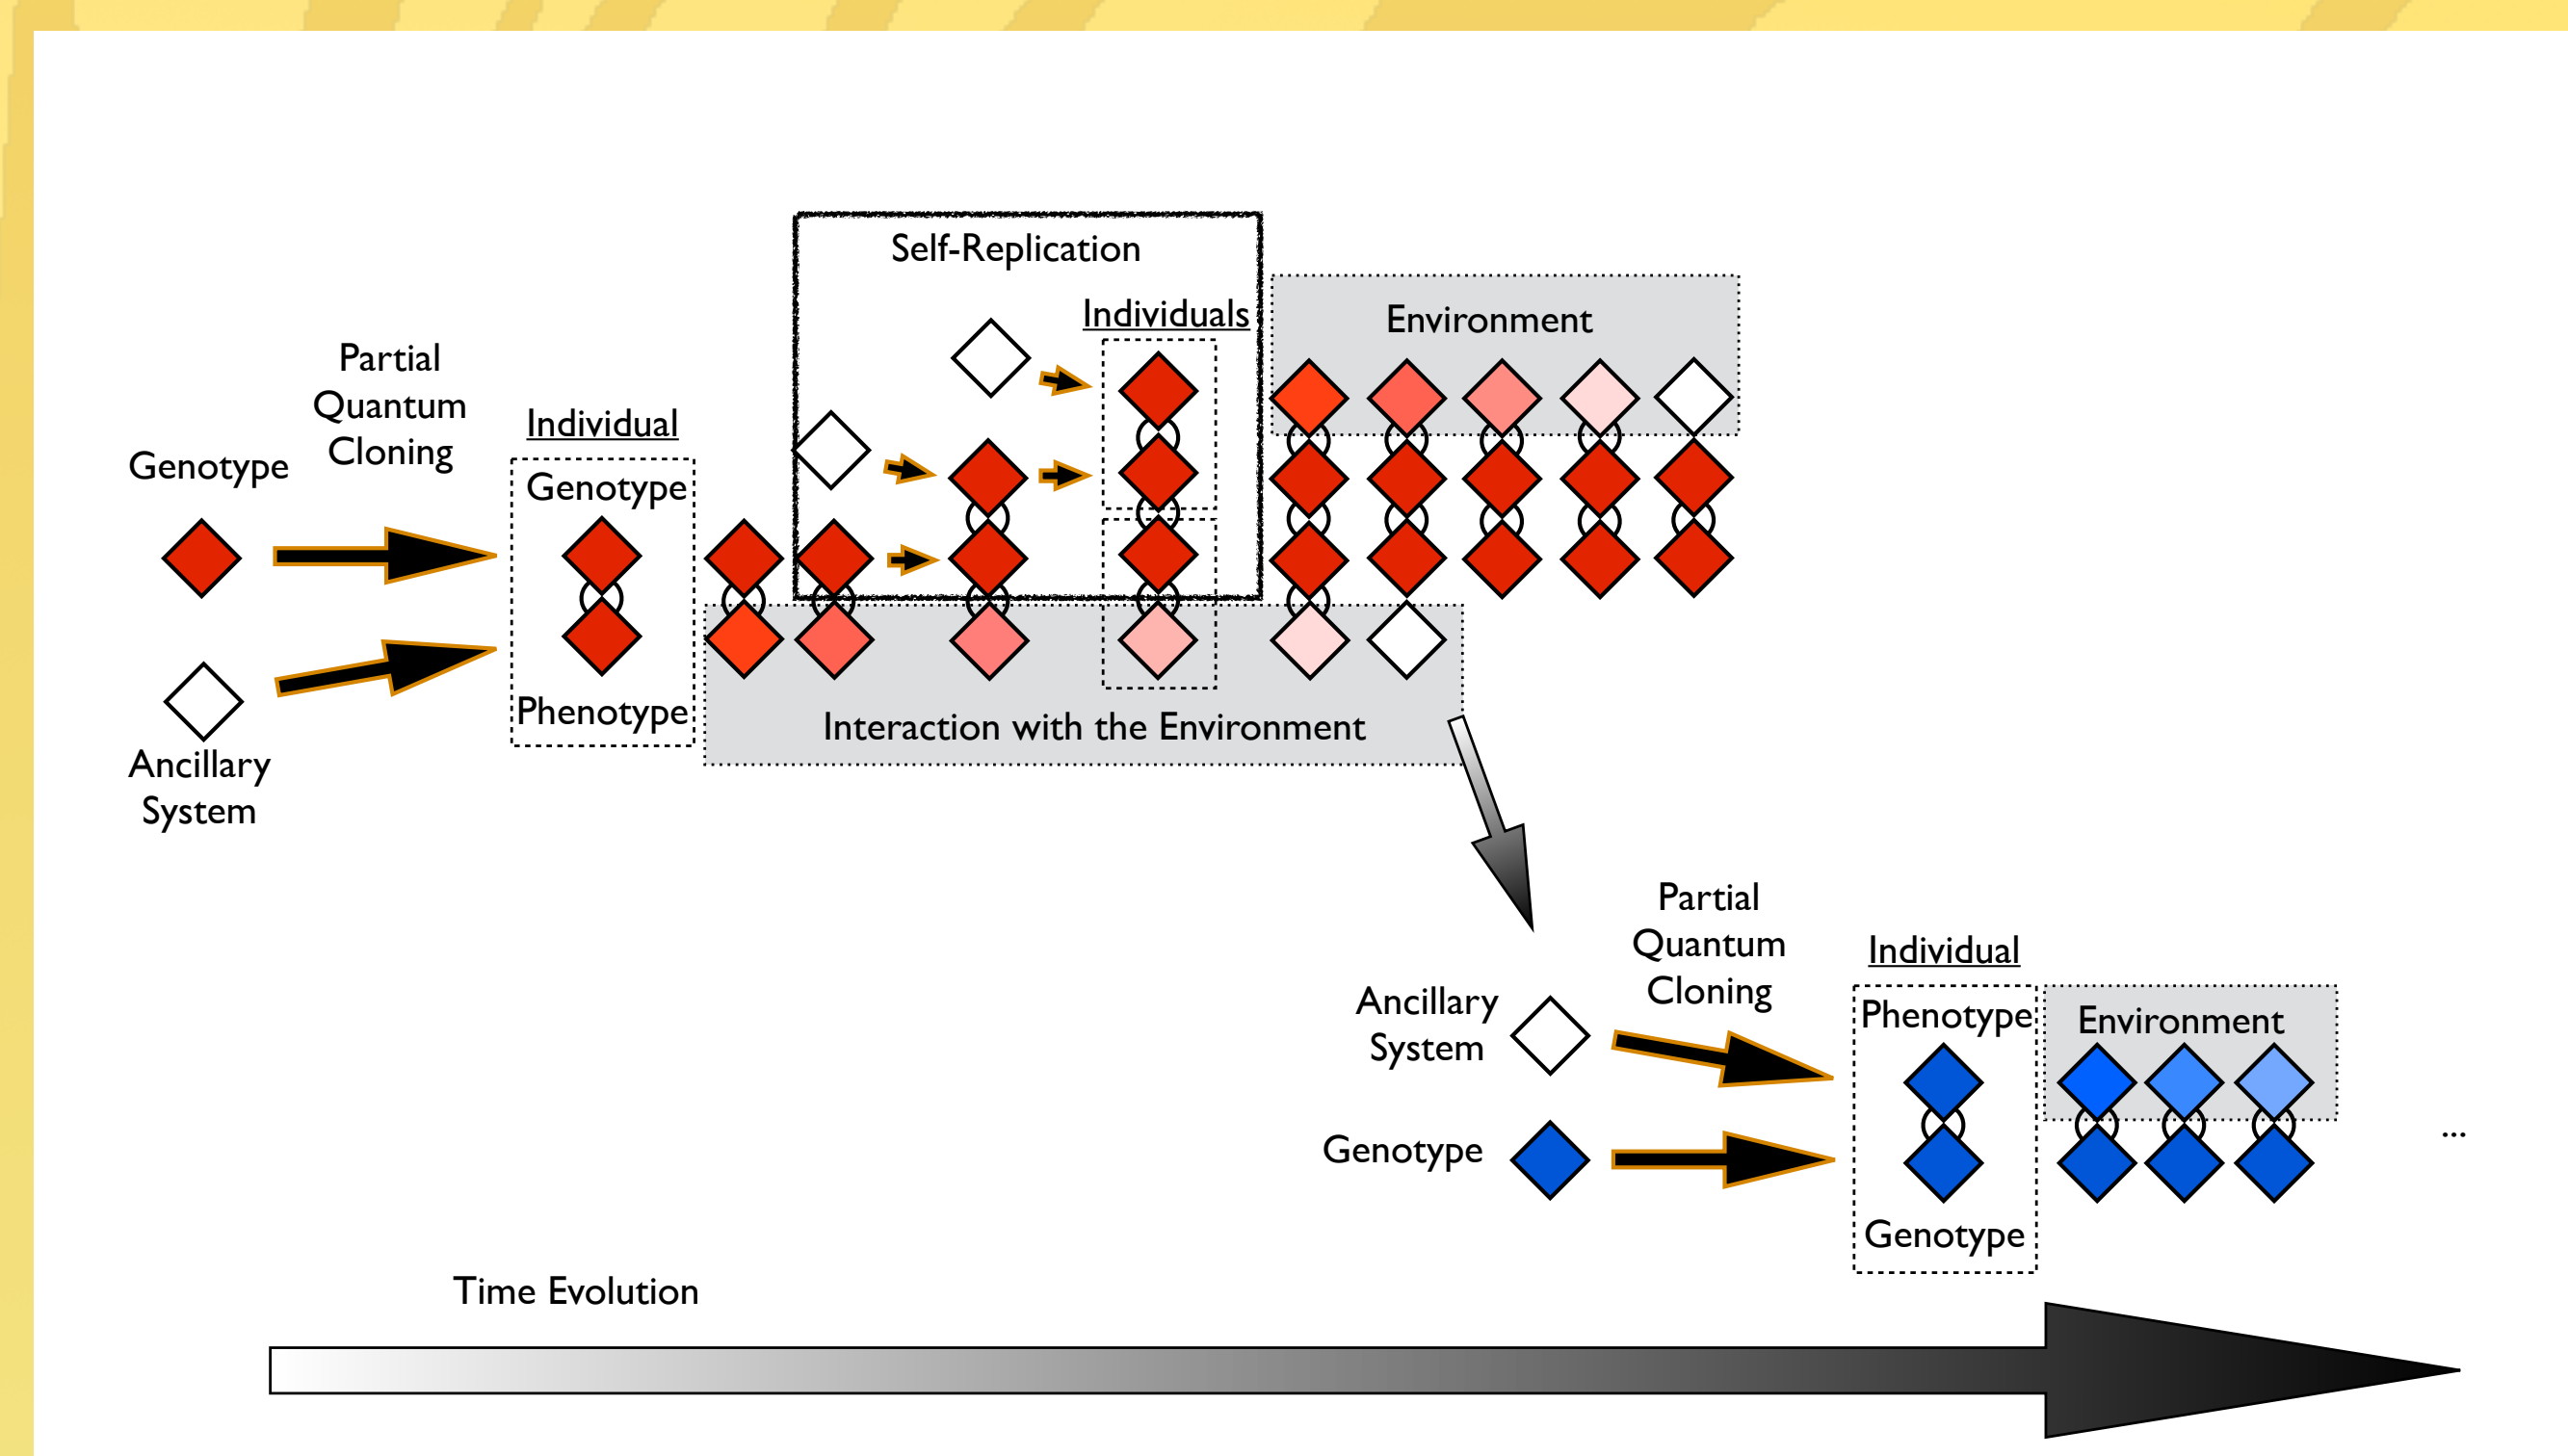 Self-Replication
Individuals
Environment
Partial
Quantum
Cloning
Individual
Genotype
Genotype
Phenotype
Ancillary
System
Interaction with the Environment
Partial
Quantum
Cloning
Individual
Ancillary
System
Phenotype
Environment
Genotype
...
Genotype
Time Evolution